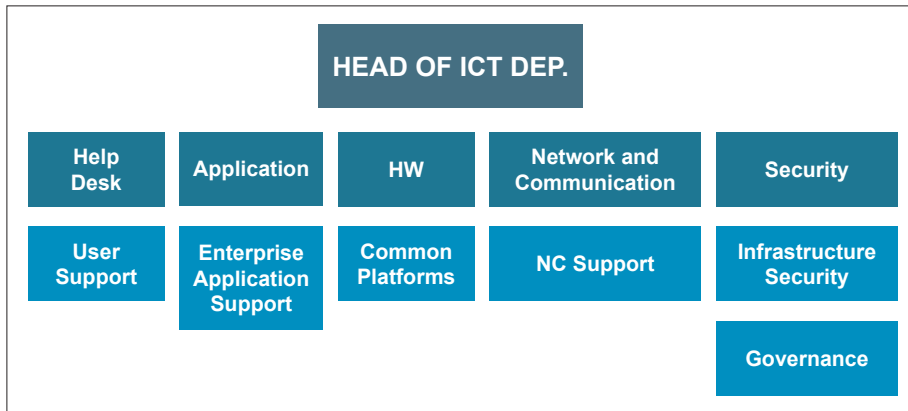 HEAD OF ICT DEP.
Help
Desk
Application
HW
Network and
Communication
Security
User
Support
Enterprise
Application
Support
Common
Platforms
NC Support
Infrastructure
Security
Governance